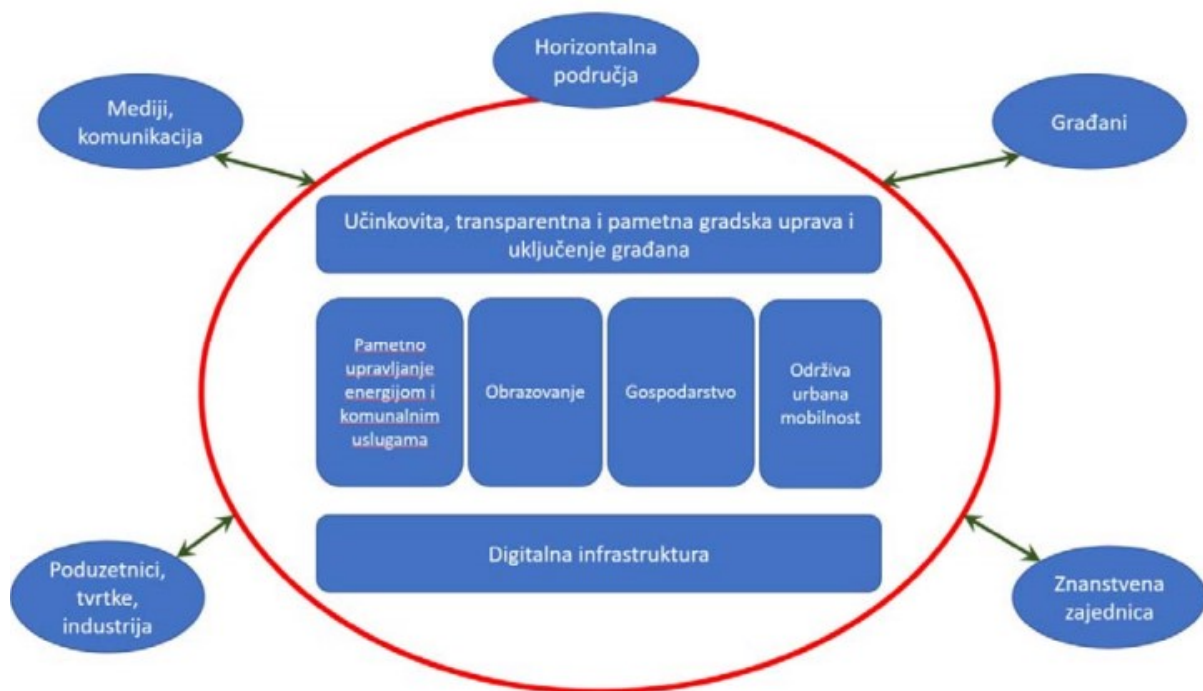 Horizontalna
područja
Mediji,
komunikacija
Građani
Učinkovita, transparentna i pametna gradska uprava i
uključenje građana
Pametno
upravljanje
energijom i
komunalnim
uslugama
Obrazovanje
Gospodarstvo
Održiva
urbana
mobilnost
Digitalna infrastruktura
Poduzetnici,
tvrtke,
industrija
Znanstvena
zajednica